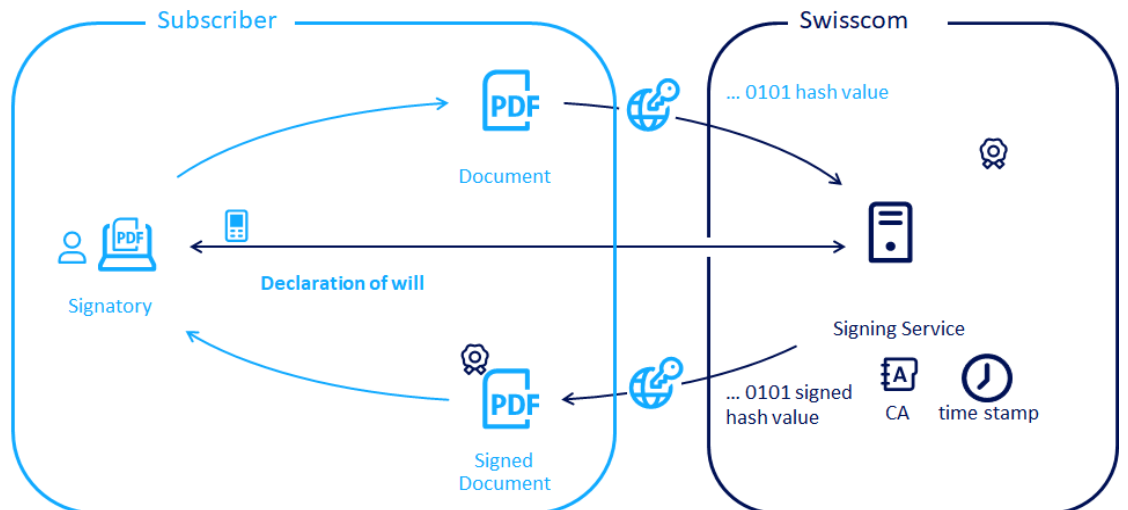 Subscriber
Swisscom
PDF
... 0101 hash value
Document
PDF
Declaration of will
Signatory
Signing Service
PDF
... 0101 signed
hash value
A
CA
time stamp
Signed
Document